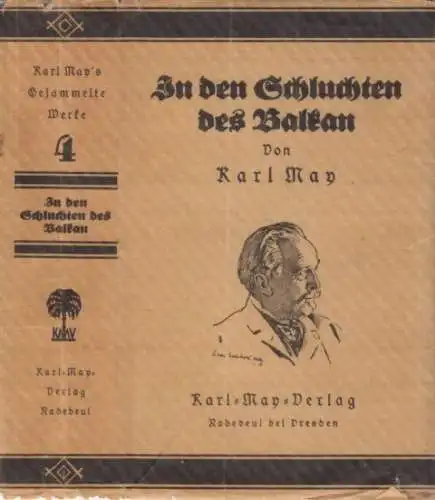 Karl May's
Gesammelte
Werke
4
In den
Schluchten des
Balkan
KMV
Karl-May-
Verlag
Radebeul
In den Schluchten
des Balkan
Von
Karl May
Karl-May-Verlag
Radebeul bei Dresden